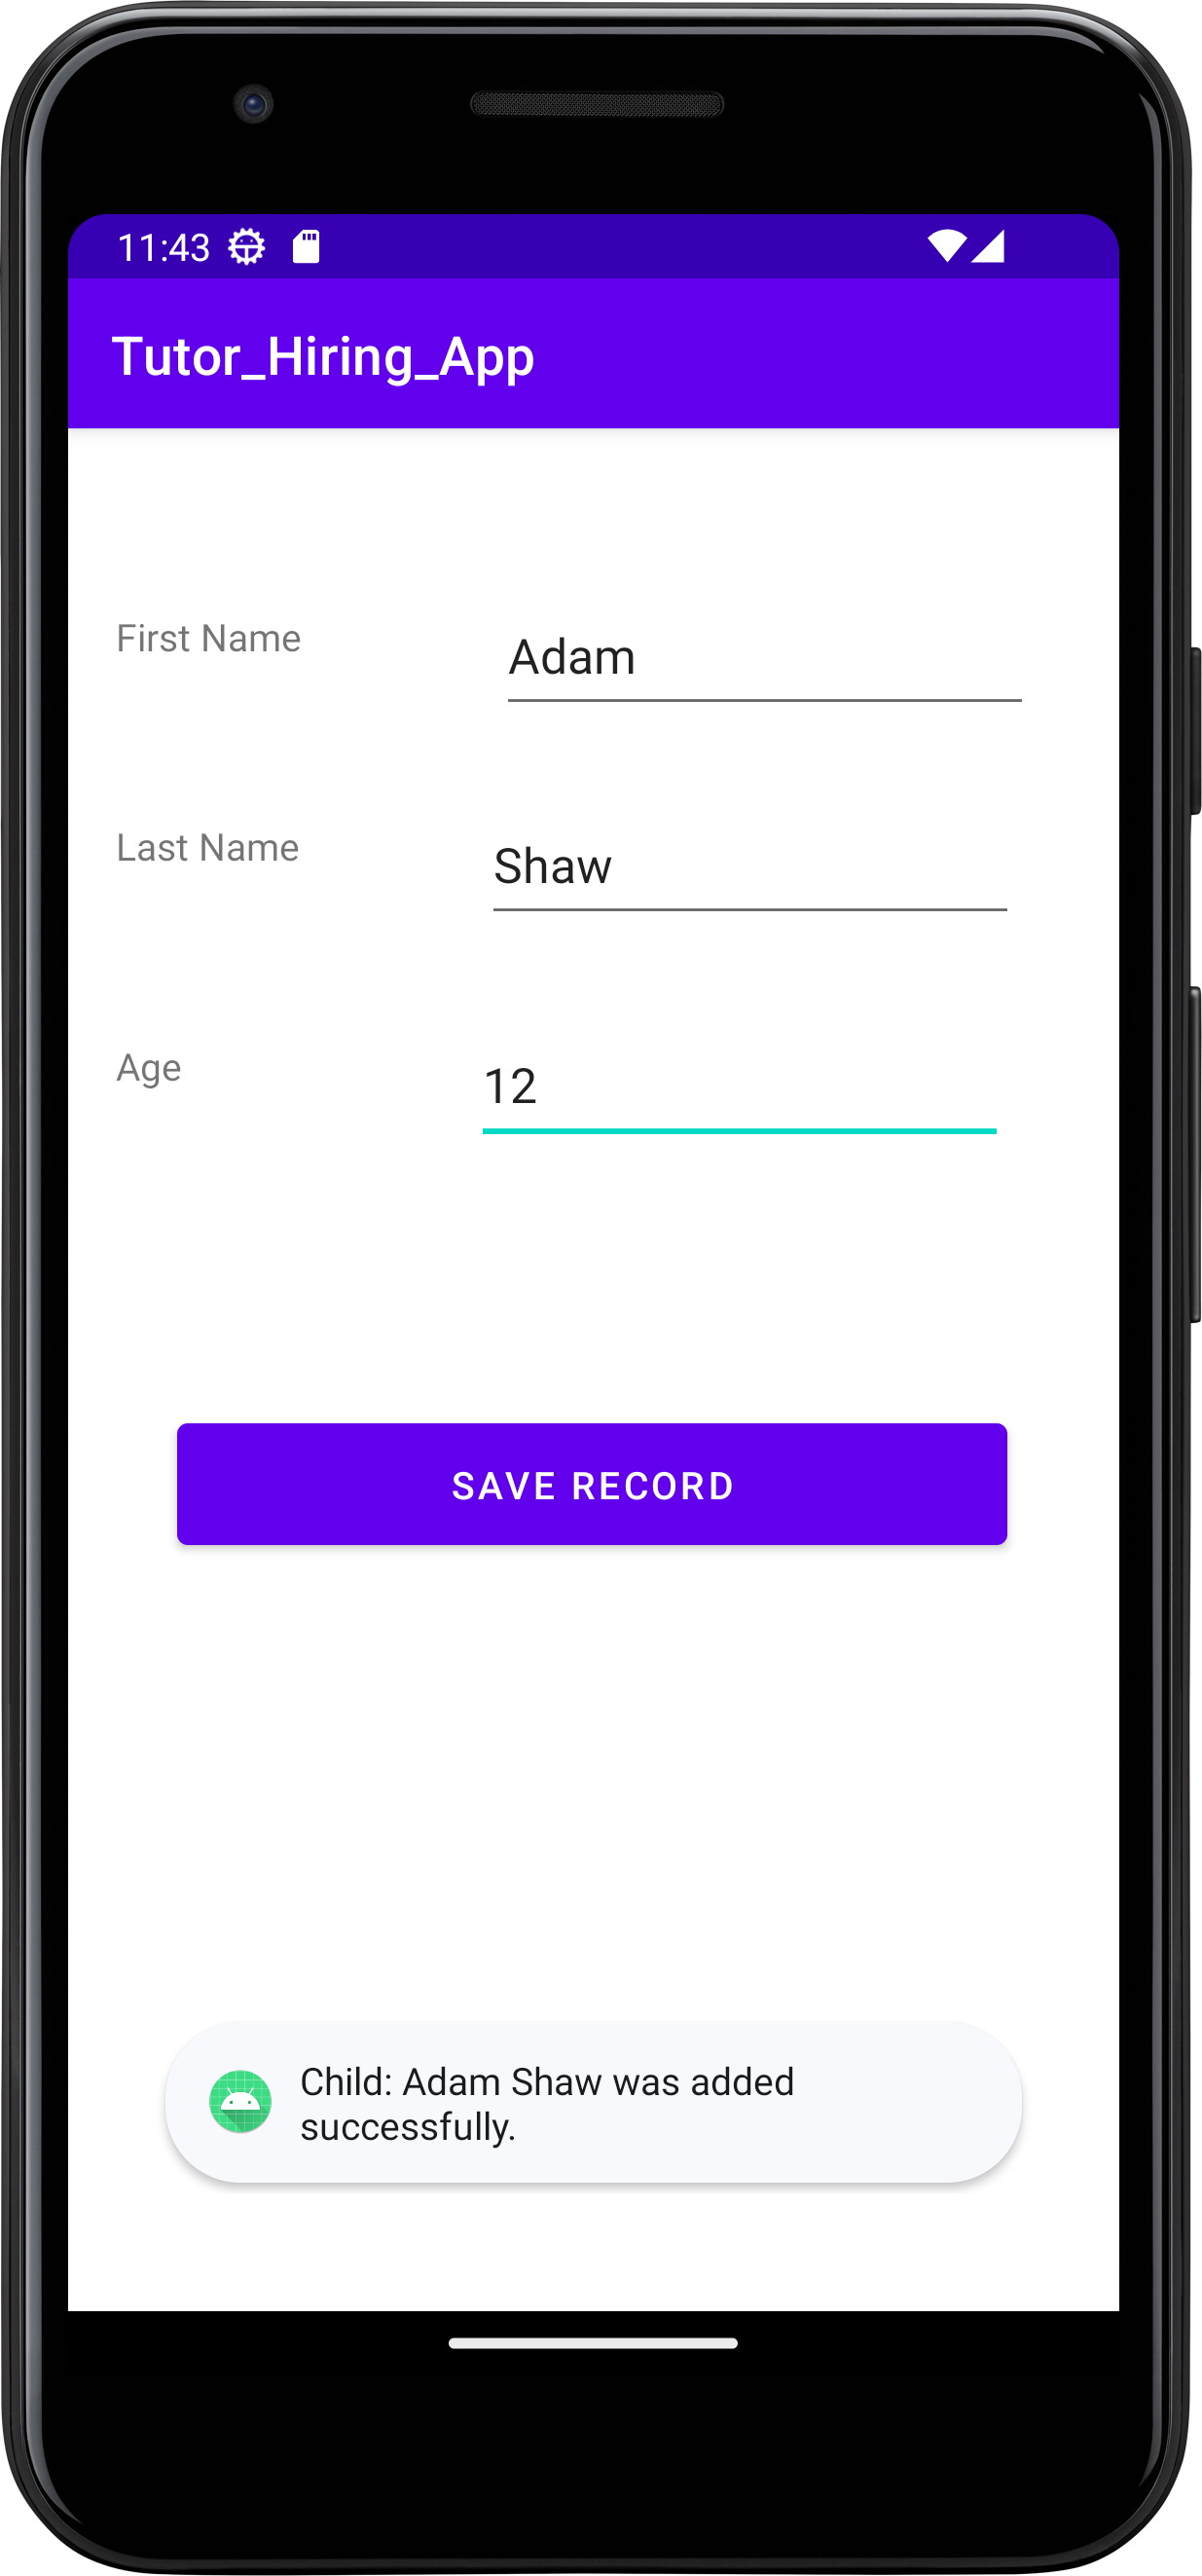 11:43
Tutor_Hiring_App
First Name
Adam
Last Name
Shaw
Age
12
SAVE RECORD
Child: Adam Shaw was added
successfully.